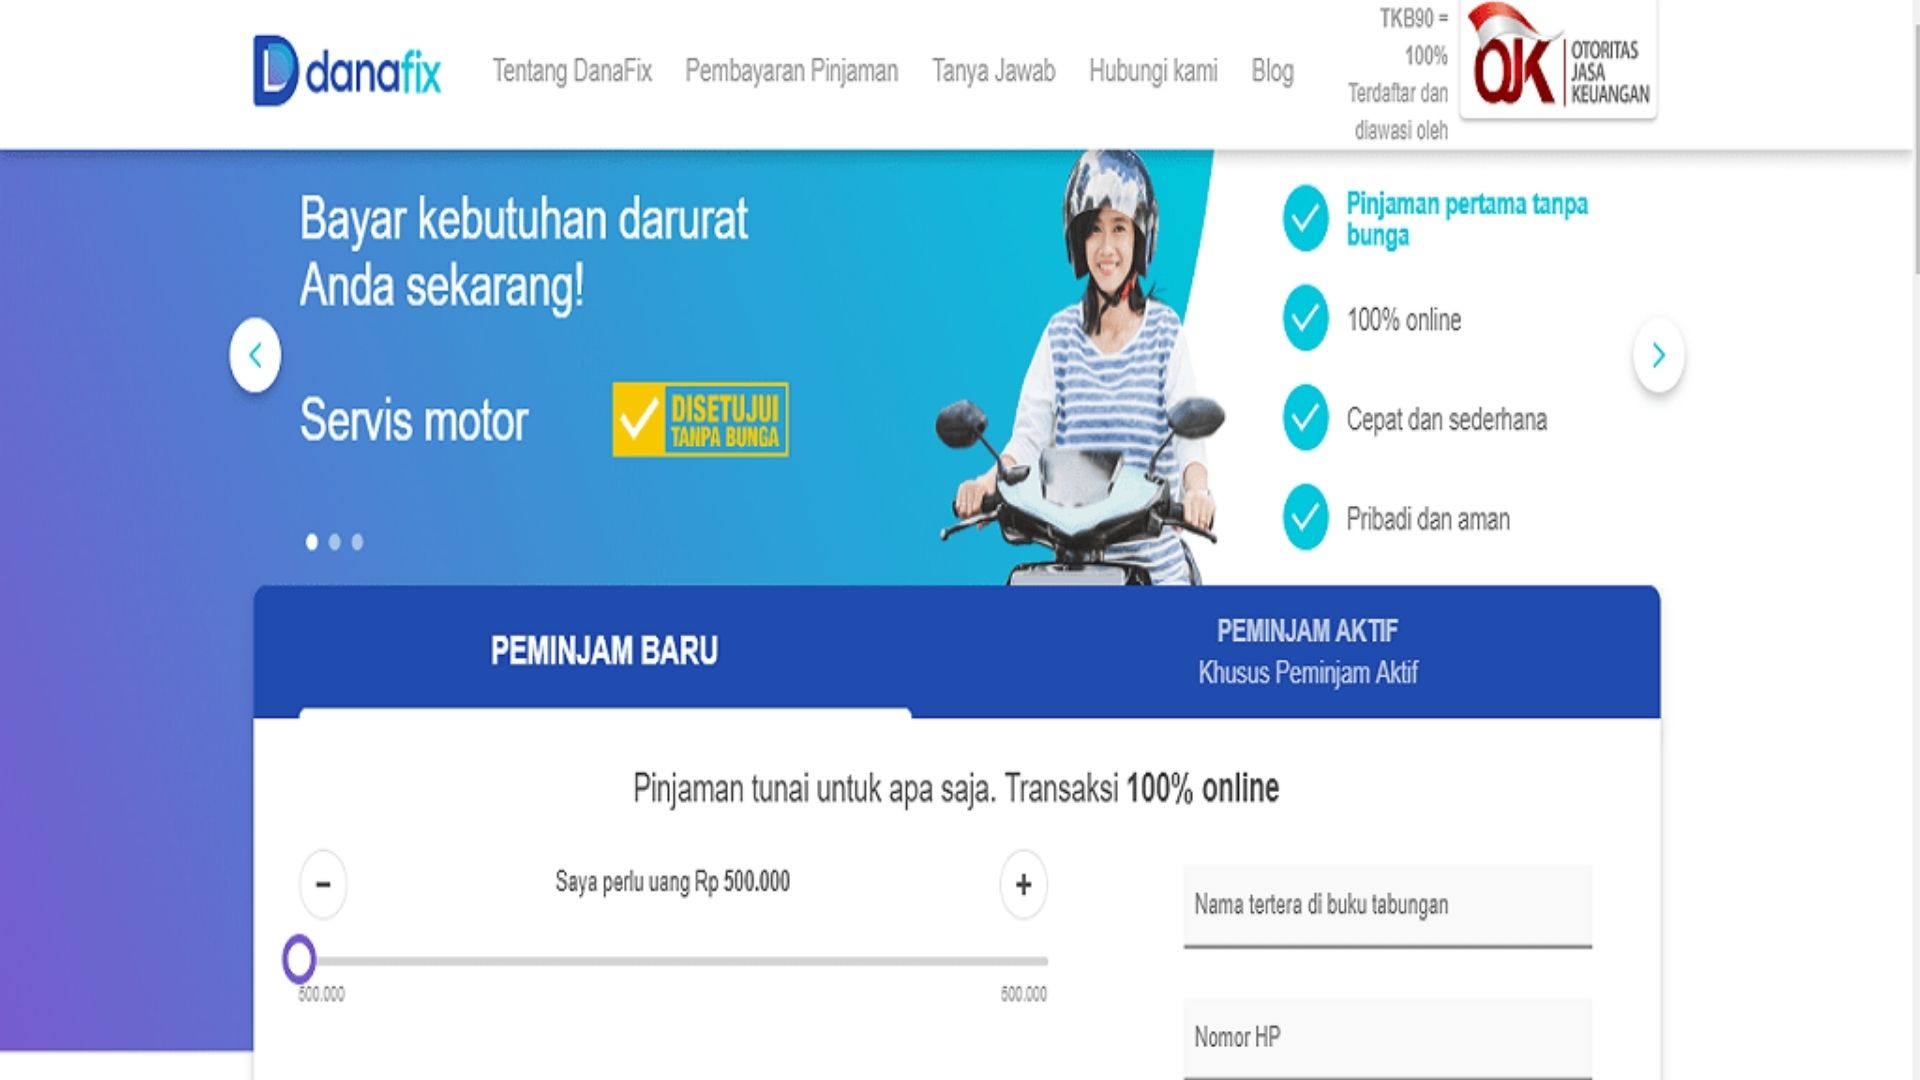 danafix
Tentang DanaFix
Pembayaran Pinjaman
Tanya Jawab
Hubungi kami
Blog
TKB90 =
100%
Terdaftar dan
diawasi oleh
OJK
OTORITAS
JASA
KEUANGAN
Bayar kebutuhan darurat
Anda sekarang!
Servis motor
DISETUJUI
TANPA BUNGA
Pinjaman pertama tanpa
bunga
100% online
Cepat dan sederhana
Pribadi dan aman
PEMINJAM BARU
PEMINJAM AKTIF
Khusus Peminjam Aktif
Pinjaman tunai untuk apa saja. Transaksi 100% online
- Saya perlu uang Rp 500.000 +
500.000 500.000
Nama tertera di buku tabungan
Nomor HP